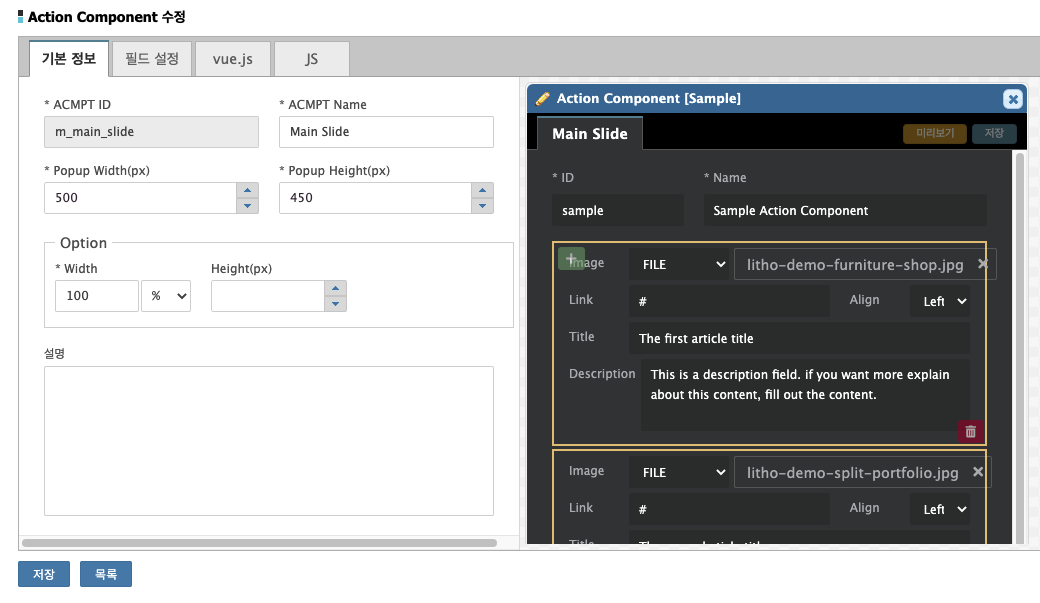 Action Component 수정
기본 정보
필드 설정
vue.js
JS
* ACMPT ID
* ACMPT Name
m_main_slide
Main Slide
* Popup Width(px)
* Popup Height(px)
500
450
Option
* Width
Height(px)
100
%
설명
저장
목록
Action Component [Sample]
Main Slide
미리보기
저장
* ID
* Name
sample
Sample Action Component
Image
FILE
litho-demo-furniture-shop.jpg
Link
#
Align
Left
Title
The first article title
Description
This is a description field. if you want more explain
about this content, fill out the content.
Image
FILE
litho-demo-split-portfolio.jpg
Link
#
Align
Left
Title